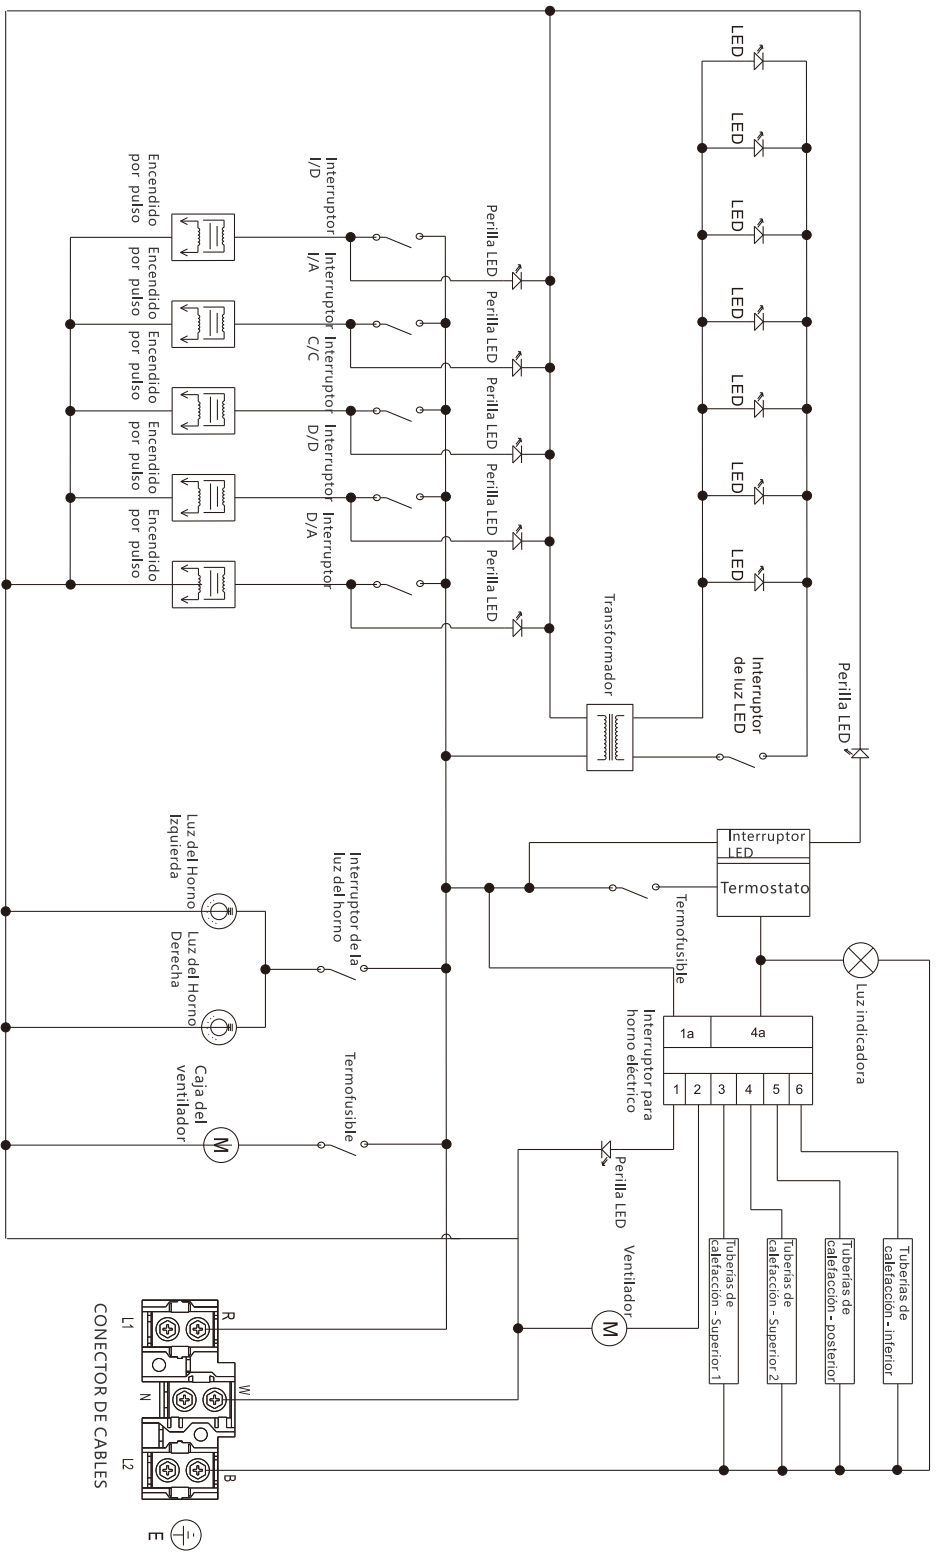 LED
LED
LED
LED
LED
LED
LED
Interruptor
de luz LED
Perilla LED
Transformador
Perilla LED
Perilla LED
Perilla LED
Perilla LED
Perilla LED
Interruptor
I/D
Interruptor
I/A
Interruptor
C/C
Interruptor
D/D
Interruptor
D/A
Encendido
por pulso
Encendido
por pulso
Encendido
por pulso
Encendido
por pulso
Encendido
por pulso
Interruptor
LED
Termostato
Termofusible
Luz indicadora
Interruptor para
horno eléctrico
1a
4a
1
2
3
4
5
6
Tuberías de
calefacción - inferior
Tuberías de
calefacción - posterior
Tuberías de
calefacción - Superior 2
Tuberías de
calefacción - Superior 1
Perilla LED
Ventilador
M
Interruptor de la
luz del horno
Luz del Horno
Izquierda
Luz del Horno
Derecha
Termofusible
Caja del
ventilador
M
R
W
B
L1
N
L2
CONECTOR DE CABLES
E